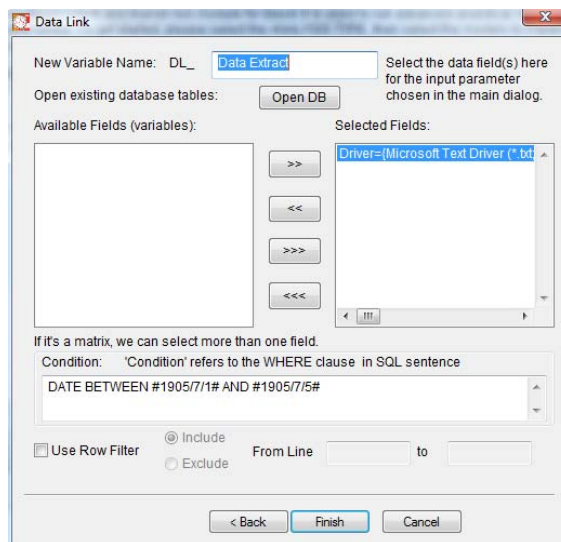 Data Link
New Variable Name: DL_ Data Extract
Select the data field(s) here
for the input parameter
chosen in the main dialog.
Open existing database tables: Open DB
Available Fields (variables):
Selected Fields:
Driver={Microsoft Text Driver (*.txt;
>>
<<
>>>
<<<
If it's a matrix, we can select more than one field.
Condition: 'Condition' refers to the WHERE clause in SQL sentence
DATE BETWEEN #1905/7/1# AND #1905/7/5#
Use Row Filter
Include
Exclude
From Line to
< Back Finish Cancel